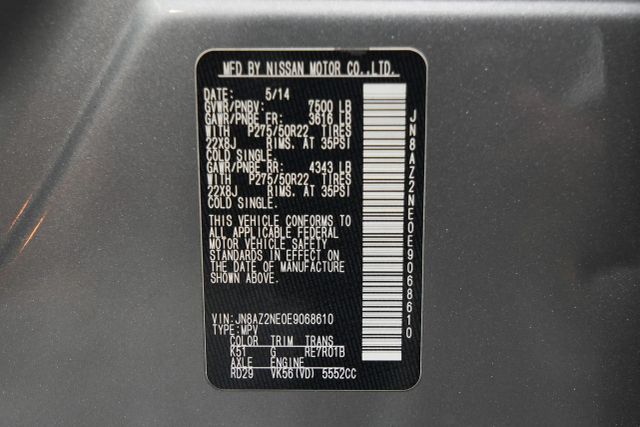 MFD BY NISSAN MOTOR CO.,LTD.
DATE: 5/14
GVWR/PNBV: 7500 LB
GAWR/PNBE FR: 3616 LB
WITH P275/50R22 TIRES
22X8J RIMS. AT 35PSI
COLD SINGLE.
GAWR/PNBE RR: 4343 LB
WITH P275/50R22 TIRES
22X8J RIMS. AT 35PSI
COLD SINGLE.
THIS VEHICLE CONFORMS TO
ALL APPLICABLE FEDERAL
MOTOR VEHICLE SAFETY
STANDARDS IN EFFECT ON
THE DATE OF MANUFACTURE
SHOWN ABOVE.
VIN:JN8AZ2NE0E9068610
TYPE:MPV
COLOR TRIM TRANS
K51 G RE7R01B
AXLE ENGINE
RD29 VK56(VD) 5552CC
JN8AZ2NE0E9068610